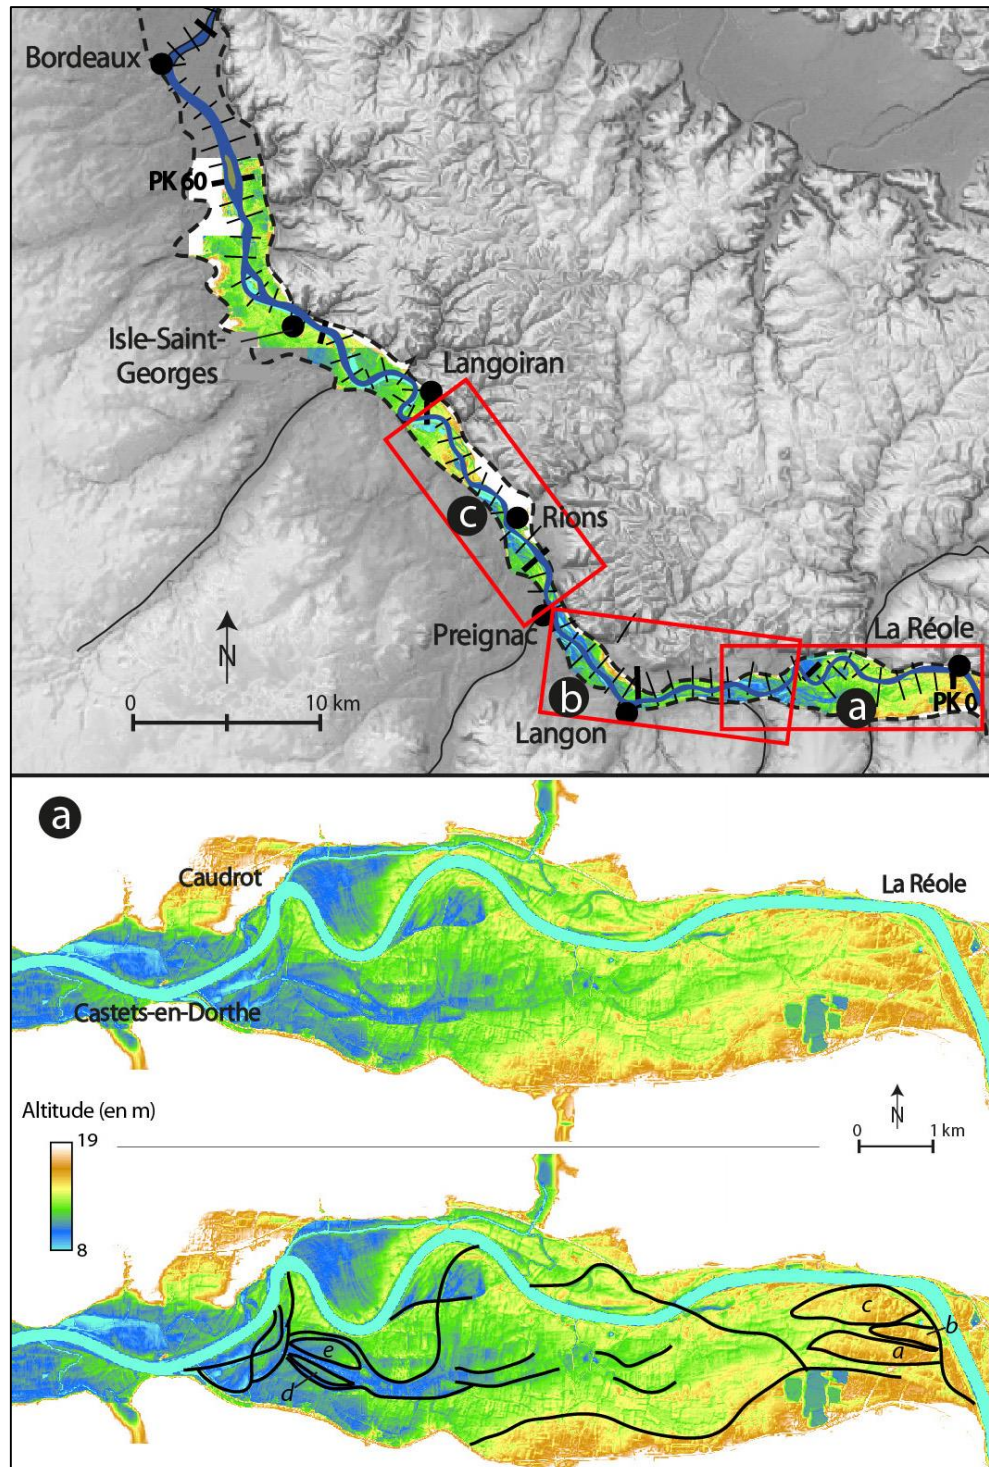 Bordeaux
PK 60
Isle-Saint-
Georges
Langoiran
c
Rions
N
Preignac
La Réole
0 10 km
b
a
PK 0
Langon
a
Caudrot
La Réole
Castets-en-Dorthe
Altitude (en m)
N
19
0 1 km
8
c
b
a
e
d